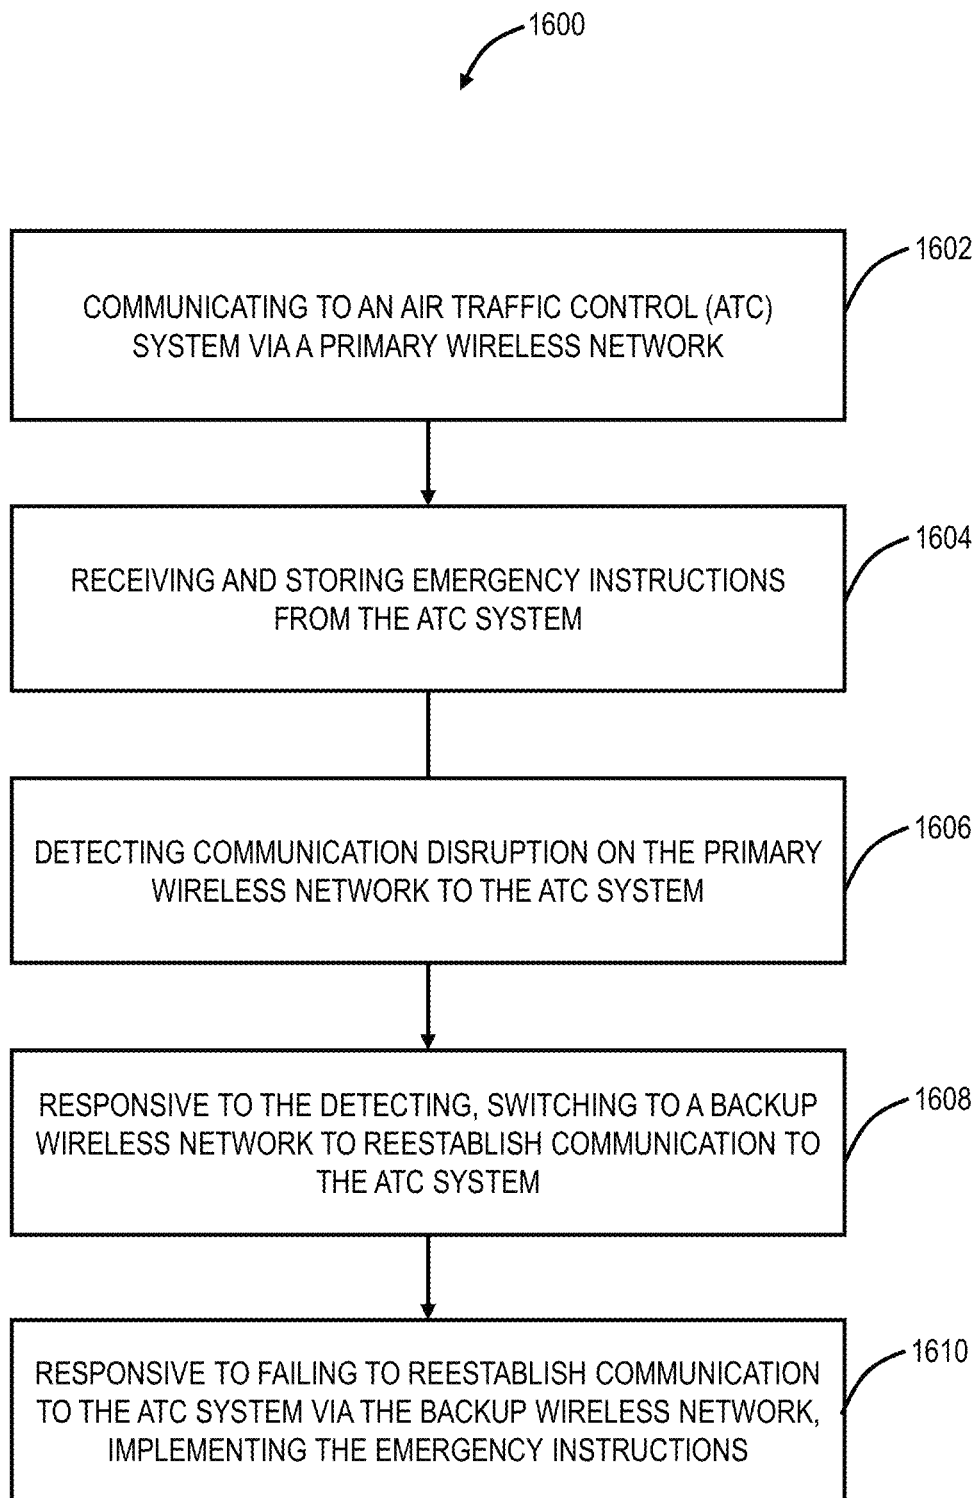 1600
1602
COMMUNICATING TO AN AIR TRAFFIC CONTROL (ATC)
SYSTEM VIA A PRIMARY WIRELESS NETWORK
1604
RECEIVING AND STORING EMERGENCY INSTRUCTIONS
FROM THE ATC SYSTEM
1606
DETECTING COMMUNICATION DISRUPTION ON THE PRIMARY
WIRELESS NETWORK TO THE ATC SYSTEM
1608
RESPONSIVE TO THE DETECTING, SWITCHING TO A BACKUP
WIRELESS NETWORK TO REESTABLISH COMMUNICATION TO
THE ATC SYSTEM
1610
RESPONSIVE TO FAILING TO REESTABLISH COMMUNICATION
TO THE ATC SYSTEM VIA THE BACKUP WIRELESS NETWORK,
IMPLEMENTING THE EMERGENCY INSTRUCTIONS